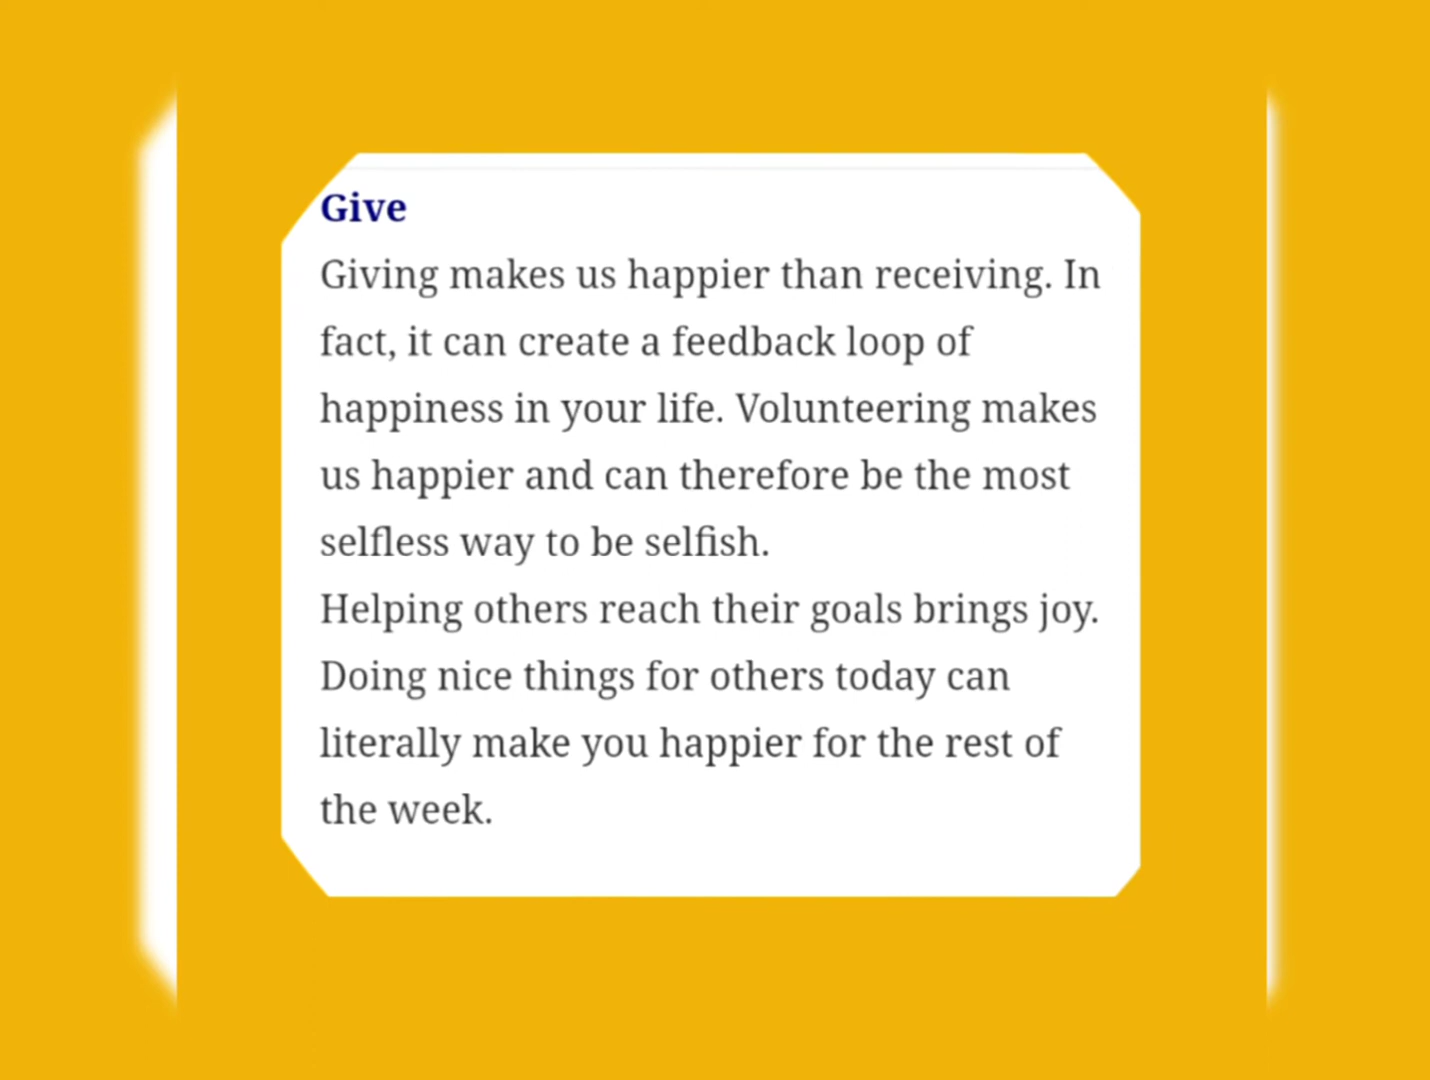 Give
Giving makes us happier than receiving. In
fact, it can create a feedback loop of
happiness in your life. Volunteering makes
us happier and can therefore be the most
selfless way to be selfish.
Helping others reach their goals brings joy.
Doing nice things for others today can
literally make you happier for the rest of
the week.